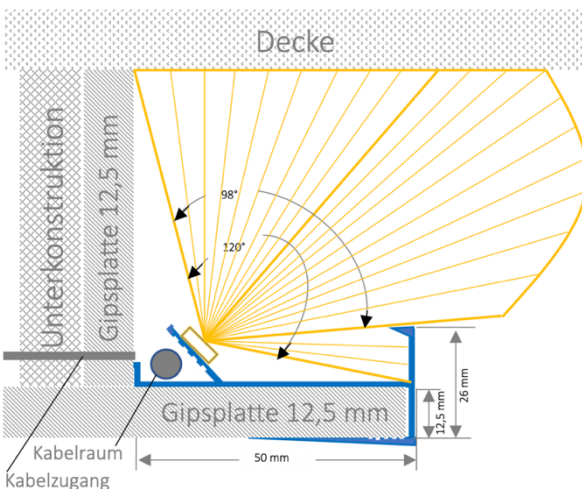 Decke
Unterkonstruktion
Gipsplatte 12,5 mm
98°
120°
Gipsplatte 12,5 mm
12,5 mm
26 mm
Kabelraum
50 mm
Kabelzugang